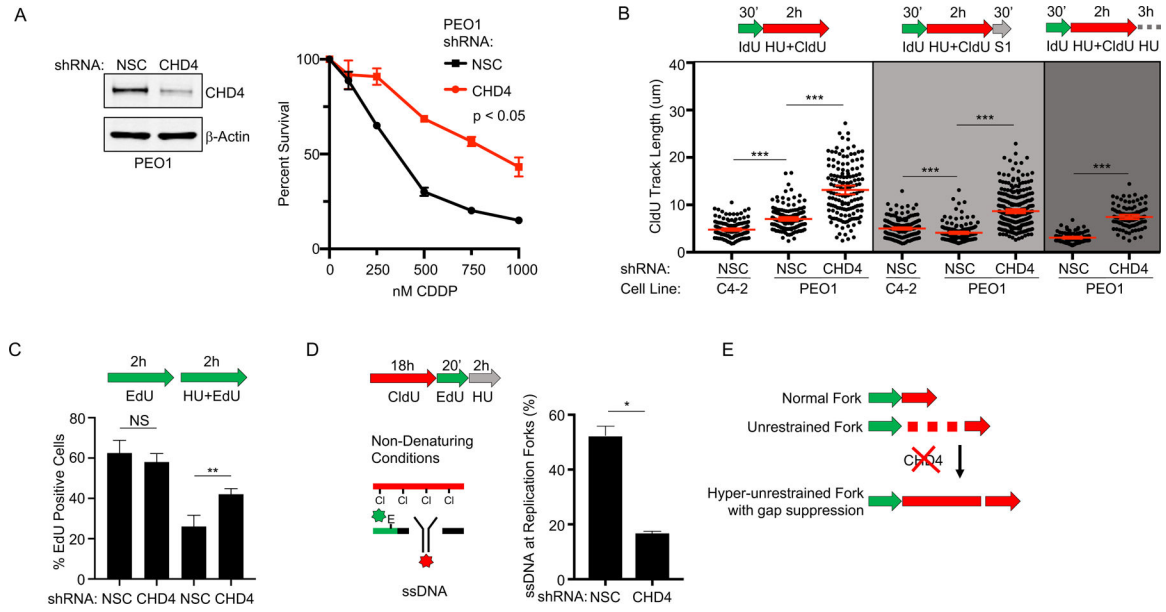 A
shRNA: NSC CHD4
CHD4
β-Actin
PEO1
PEO1
shRNA:
NSC
CHD4
p < 0.05
Percent Survival
100
50
0
0 250 500 750 1000
nM CDDP
B
30' 2h
IdU HU+CldU
30' 2h 30'
IdU HU+CldU S1
30' 2h 3h
IdU HU+CldU HU
CldU Track Length (um)
40
30
20
10
0
***
***
***
***
***
shRNA: NSC NSC CHD4 NSC NSC CHD4 NSC CHD4
Cell Line: C4-2 PEO1 C4-2 PEO1 PEO1
C
2h 2h
EdU HU+EdU
% EdU Positive Cells
80
60
40
20
0
NS
**
shRNA: NSC CHD4 NSC CHD4
D
18h 20' 2h
CldU EdU HU
Non-Denaturing
Conditions
Cl Cl Cl Cl
E
ssDNA
ssDNA at Replication Forks (%)
60
40
20
0
*
shRNA: NSC CHD4
E
Normal Fork
Unrestrained Fork
CHD4
Hyper-unrestrained Fork
with gap suppression